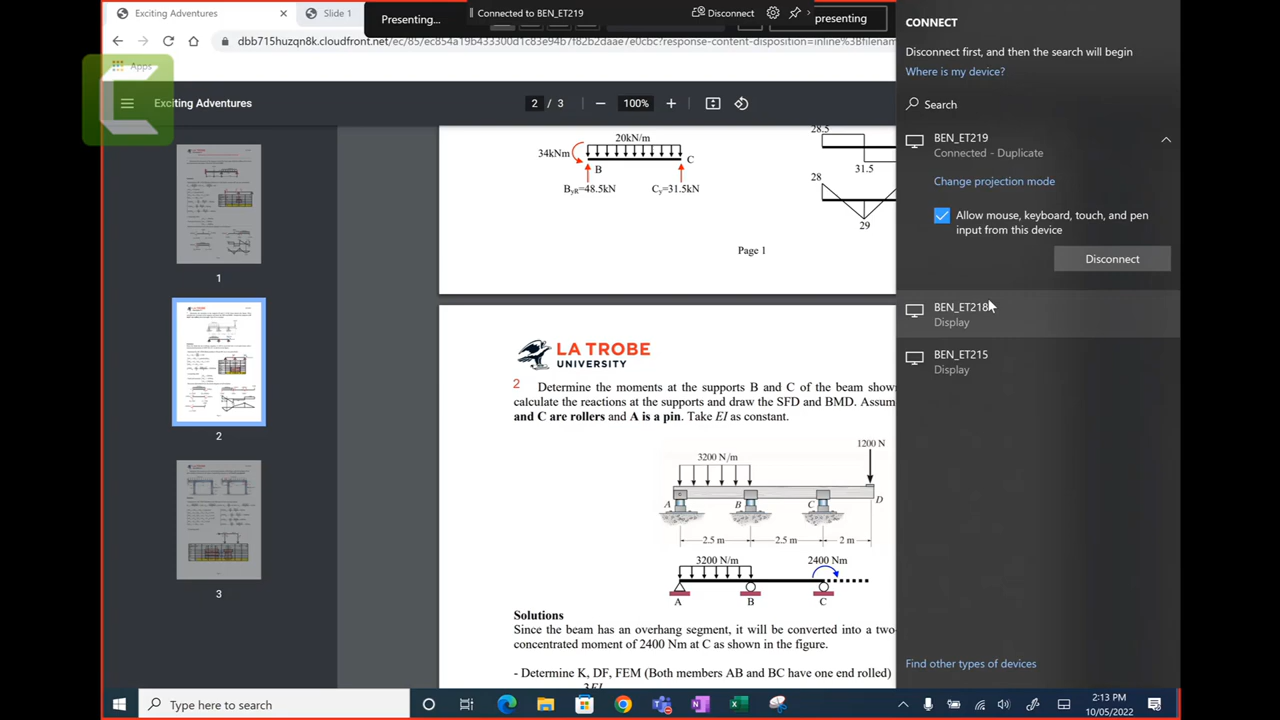 Exciting Adventures
Slide 1
Presenting...
Connected to BEN_ET219
Disconnect
presenting
dbb715huzqn8k.cloudfront.net/ec/85/ec854a19b433300d1c83e94b7f82b2daae7e0cbc?response-content-disposition=inline%3Bfilenam
Apps
Exciting Adventures
2 / 3
100%
1
2
3
20kN/m
34kNm
B
C
ByR=48.5kN
Cy=31.5kN
28.5
31.5
28
29
Page 1
LA TROBE
UNIVERSITY
2 Determine the moments at the supports B and C of the beam show
calculate the reactions at the supports and draw the SFD and BMD. Assum
and C are rollers and A is a pin. Take EI as constant.
1200 N
3200 N/m
A
B
C
D
2.5 m
2.5 m
2 m
3200 N/m
2400 Nm
A
B
C
Solutions
Since the beam has an overhang segment, it will be converted into a two
concentrated moment of 2400 Nm at C as shown in the figure.
- Determine K, DF, FEM (Both members AB and BC have one end rolled)
3EI
CONNECT
Disconnect first, and then the search will begin
Where is my device?
Search
BEN_ET219
Connected - Duplicate
Change projection mode
Allow mouse, keyboard, touch, and pen
input from this device
Disconnect
BEN_ET218
Display
BEN_ET215
Display
Find other types of devices
Type here to search
2:13 PM
10/05/2022